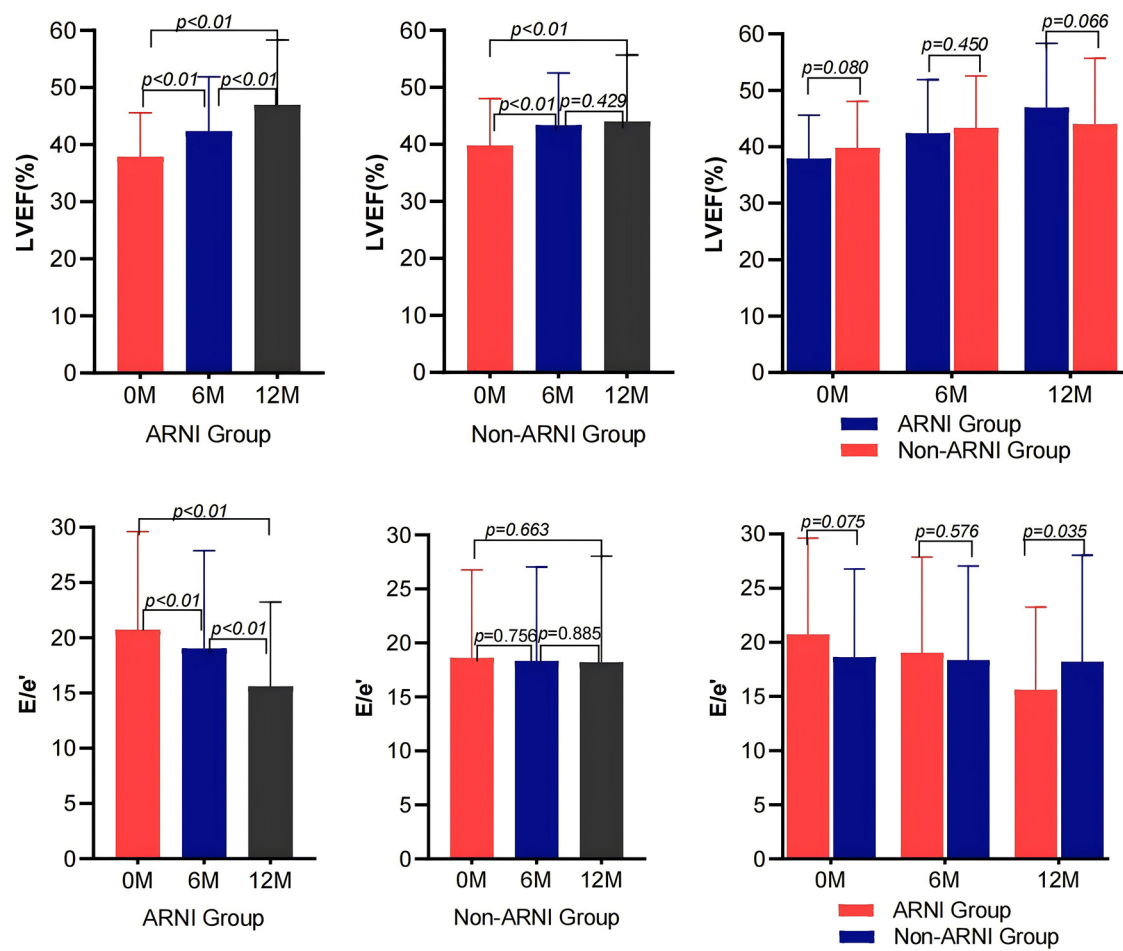 LVEF(%)
60
50
40
30
20
10
0
p<0.01
p<0.01
p<0.01
0M
6M
12M
ARNI Group
LVEF(%)
60
50
40
30
20
10
0
p<0.01
p<0.01
p=0.429
0M
6M
12M
Non-ARNI Group
LVEF(%)
60
50
40
30
20
10
0
p=0.080
p=0.450
p=0.066
0M
6M
12M
ARNI Group
Non-ARNI Group
E/e'
30
25
20
15
10
5
0
p<0.01
p<0.01
p<0.01
0M
6M
12M
ARNI Group
E/e'
30
25
20
15
10
5
0
p=0.663
p=0.756
p=0.885
0M
6M
12M
Non-ARNI Group
E/e'
30
25
20
15
10
5
0
p=0.075
p=0.576
p=0.035
0M
6M
12M
ARNI Group
Non-ARNI Group